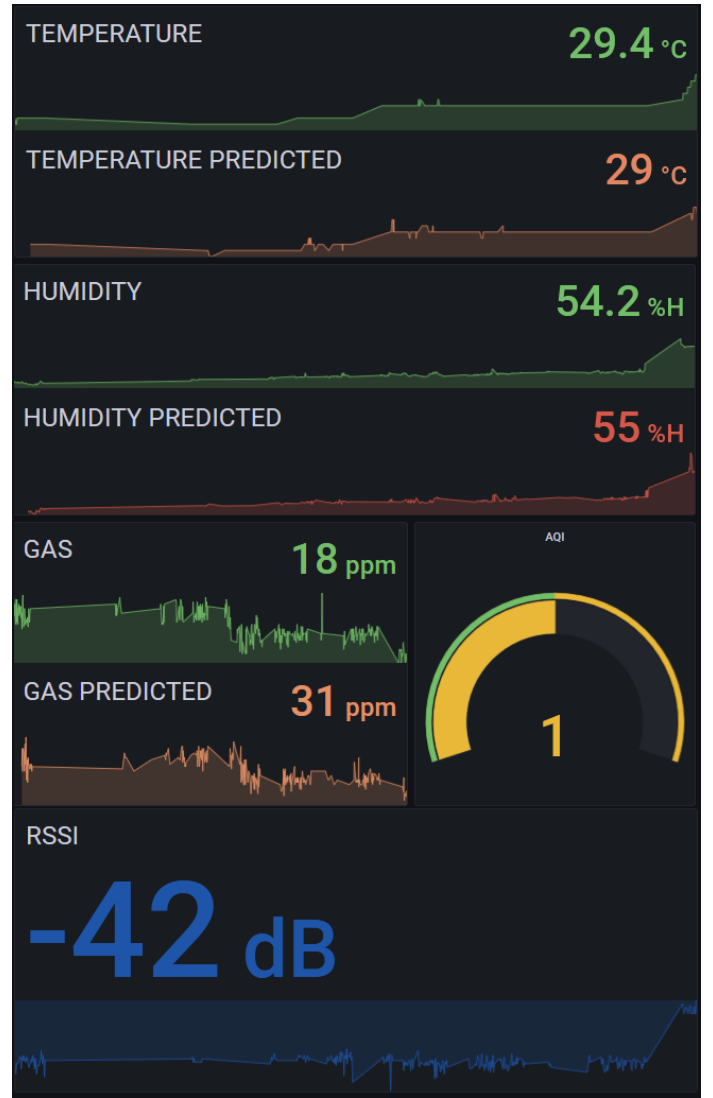 TEMPERATURE
29.4 °C
TEMPERATURE PREDICTED
29 °C
HUMIDITY
54.2 %H
HUMIDITY PREDICTED
55 %H
GAS
18 ppm
GAS PREDICTED
31 ppm
AQI
1
RSSI
-42 dB